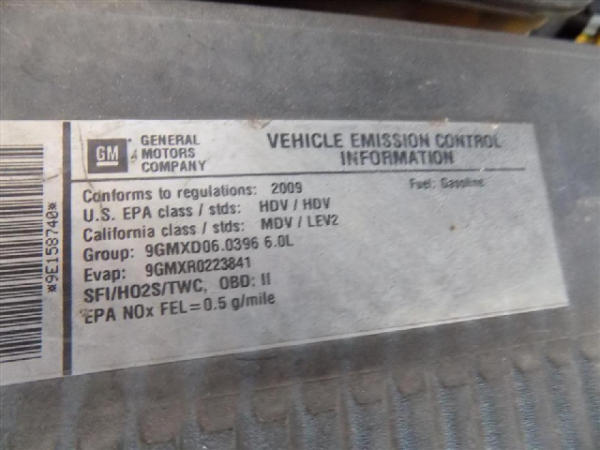 *9E158740*
GM
GENERAL
MOTORS
COMPANY
VEHICLE EMISSION CONTROL
INFORMATION
Conforms to regulations: 2009
Fuel: Gasoline
U.S. EPA class / stds: HDV / HDV
California class / stds: MDV / LEV2
Group: 9GMXD06.0396 6.0L
Evap: 9GMXR0223841
SFI/HO2S/TWC, OBD: II
EPA NOx FEL=0.5 g/mile